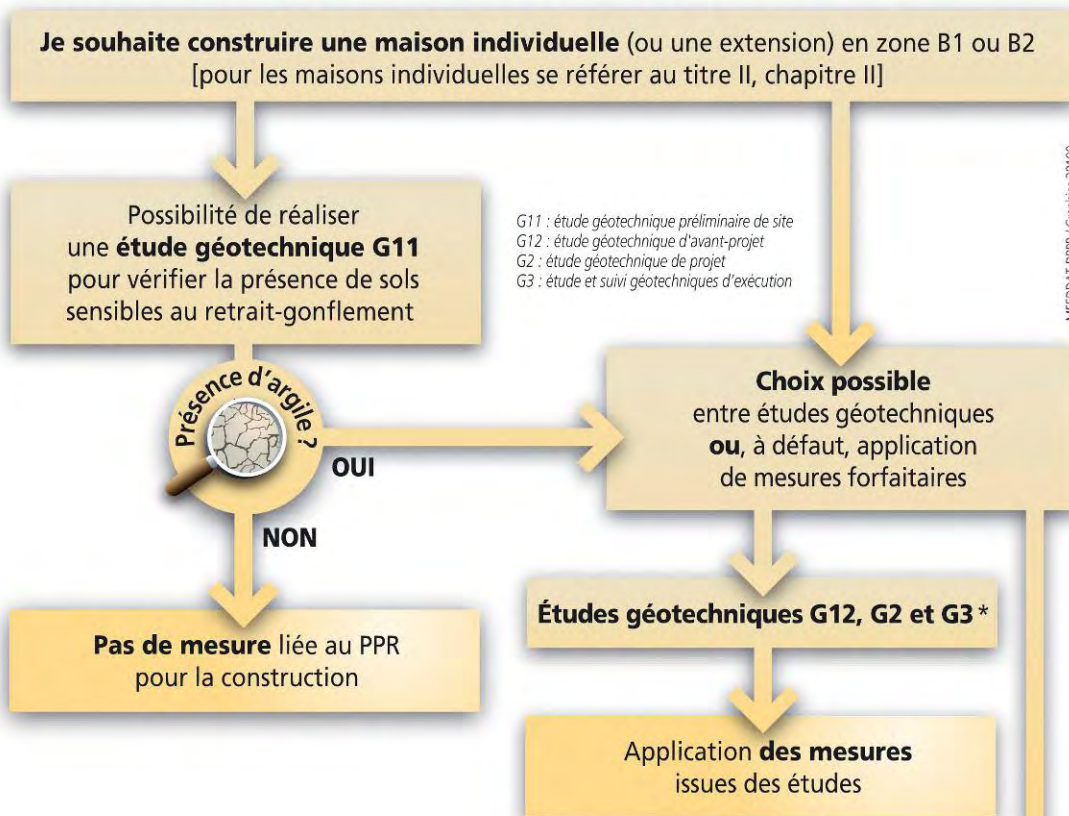 Je souhaite construire une maison individuelle (ou une extension) en zone B1 ou B2
[pour les maisons individuelles se référer au titre II, chapitre II]
Possibilité de réaliser
une étude géotechnique G11
pour vérifier la présence de sols
sensibles au retrait-gonflement
G11 : étude géotechnique préliminaire de site
G12 : étude géotechnique d'avant-projet
G2 : étude géotechnique de projet
G3 : étude et suivi géotechniques d'exécution
Présence d'argile ?
OUI
NON
Choix possible
entre études géotechniques
ou, à défaut, application
de mesures forfaitaires
Études géotechniques G12, G2 et G3 *
Pas de mesure liée au PPR
pour la construction
Application des mesures
issues des études